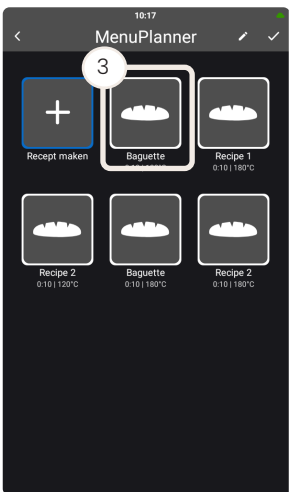 10:17
MenuPlanner
3
Recept maken
Baguette
Recipe 1
0:10 | 180°C
Recipe 2
0:10 | 120°C
Baguette
0:10 | 180°C
Recipe 2
0:10 | 180°C